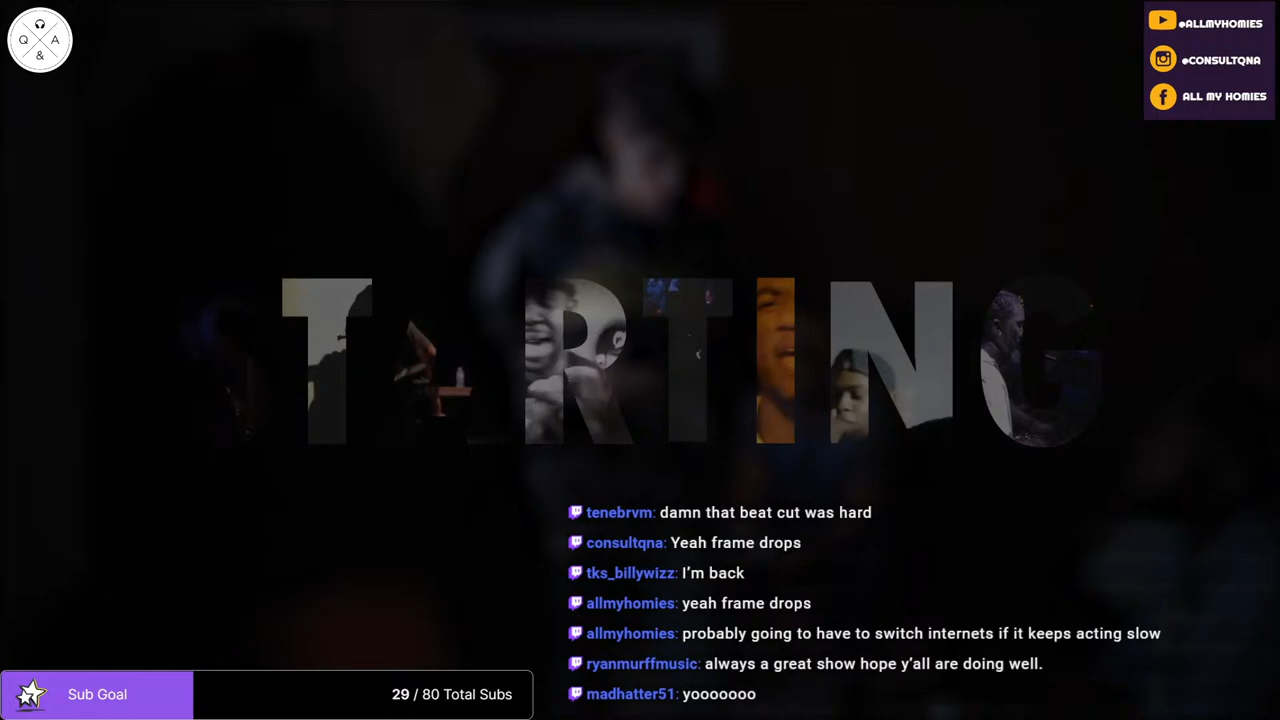 Q A
&
@ALLMYHOMIES
@CONSULTQNA
ALL MY HOMIES
STARTING
tenebrvm: damn that beat cut was hard
consultqna: Yeah frame drops
tks_billywizz: I’m back
allmyhomies: yeah frame drops
allmyhomies: probably going to have to switch internets if it keeps acting slow
ryanmurffmusic: always a great show hope y’all are doing well.
madhatter51: yooooooo
Sub Goal 29 / 80 Total Subs